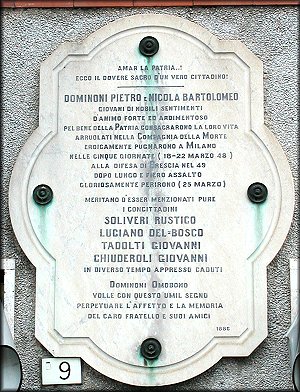 AMAR LA PATRIA..!
ECCO IL DOVERE SACRO D'UN VERO CITTADINO!
DOMINONI PIETRO E NICOLA BARTOLOMEO
GIOVANI DI NOBILI SENTIMENTI
D'ANIMO FORTE ED ARDIMENTOSO
PEL BENE DELLA PATRIA CONSACRARONO LA LORO VITA
ARRUOLATI NELLA COMPAGNIA DELLA MORTE
EROICAMENTE PUGNARONO A MILANO
NELLE CINQUE GIORNATE (18-22 MARZO 48)
ALLA DIFESA DI BRESCIA NEL 49
DOPO LUNGO E FIERO ASSALTO
GLORIOSAMENTE PERIRONO (25 MARZO)
MERITANO D'ESSER MENZIONATI PURE
I CONCITTADINI
SOLIVERI RUSTICO
LUCIANO DEL-BOSCO
TADOLTI GIOVANNI
CHIUDEROLI GIOVANNI
IN DIVERSO TEMPO APPRESSO CADUTI
DOMINONI OMOBONO
VOLLE CON QUESTO UMIL SEGNO
PERPETUARE L'AFFETTO E LA MEMORIA
DEL CARO FRATELLO E SUOI AMICI
1886
9